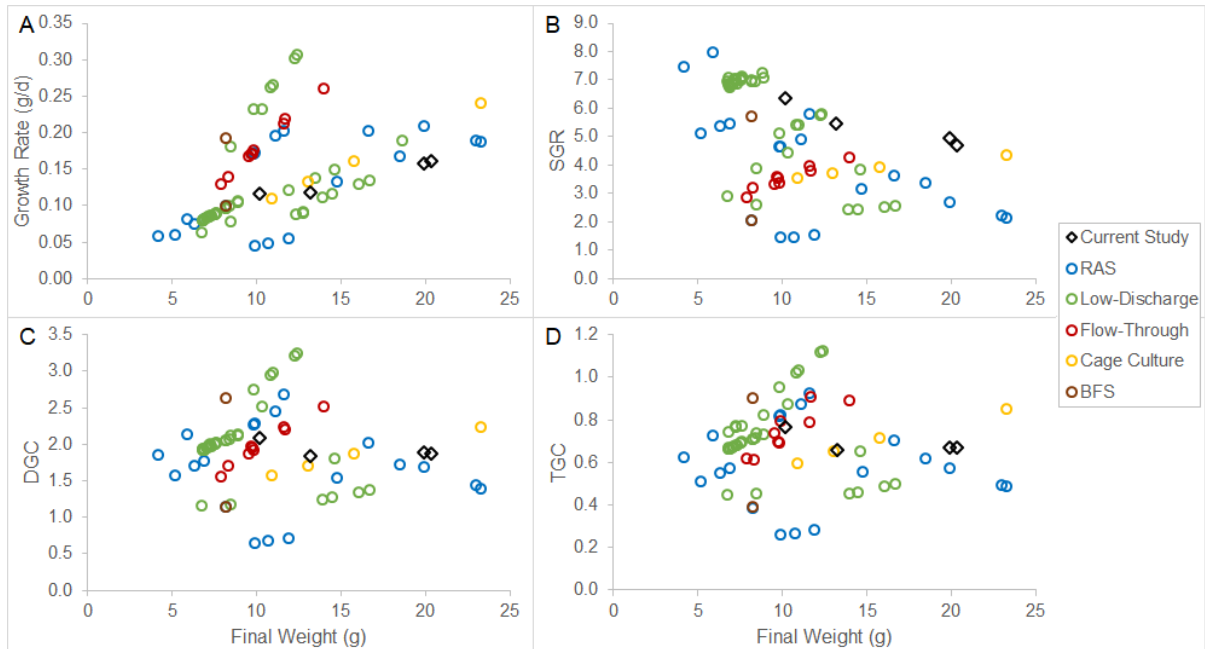 A
Growth Rate (g/d)
0.35
0.30
0.25
0.20
0.15
0.10
0.05
0.00
0 5 10 15 20 25
B
SGR
9.0
8.0
7.0
6.0
5.0
4.0
3.0
2.0
1.0
0.0
0 5 10 15 20 25
Current Study
RAS
Low-Discharge
Flow-Through
Cage Culture
BFS
C
DGC
3.5
3.0
2.5
2.0
1.5
1.0
0.5
0.0
0 5 10 15 20 25
Final Weight (g)
D
TGC
1.2
1.0
0.8
0.6
0.4
0.2
0.0
0 5 10 15 20 25
Final Weight (g)